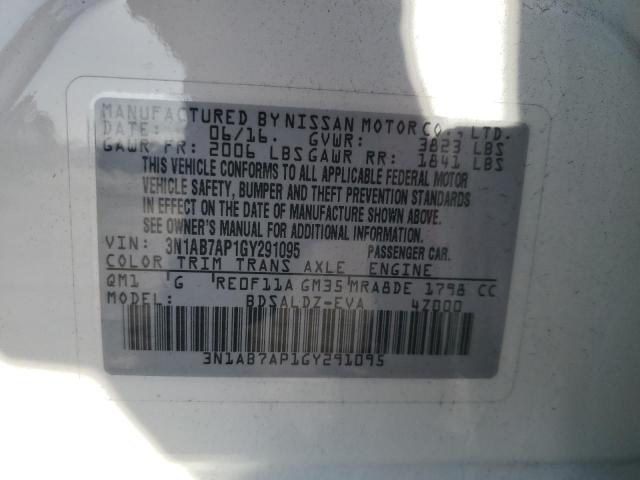 MANUFACTURED BY NISSAN MOTOR CO., LTD.
DATE: 06/16. GVWR: 3823 LBS
GAWR FR: 2006 LBS GAWR RR: 1841 LBS
THIS VEHICLE CONFORMS TO ALL APPLICABLE FEDERAL MOTOR
VEHICLE SAFETY, BUMPER AND THEFT PREVENTION STANDARDS
IN EFFECT ON THE DATE OF MANUFACTURE SHOWN ABOVE.
SEE OWNER'S MANUAL FOR ADDITIONAL INFORMATION.
VIN: 3N1AB7AP1GY291095 PASSENGER CAR.
COLOR TRIM TRANS AXLE ENGINE
QM1 G RE0F11A GM35 MRA8DE 1798 CC
MODEL: BDSALDZ-EVA 47000
3N1AB7AP1GY291095